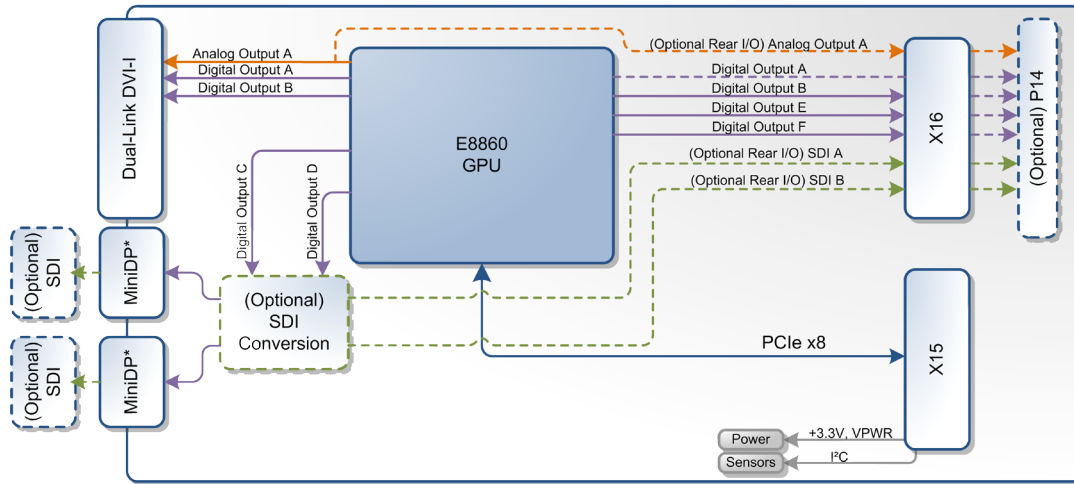 Dual-Link DVI-I
Analog Output A
Digital Output A
Digital Output B
E8860
GPU
(Optional Rear I/O) Analog Output A
Digital Output A
Digital Output B
Digital Output E
Digital Output F
(Optional Rear I/O) SDI A
(Optional Rear I/O) SDI B
X16
(Optional) P14
Digital Output C
Digital Output D
(Optional)
SDI
MiniDP*
(Optional)
SDI
Conversion
(Optional)
SDI
MiniDP*
PCIe x8
X15
Power
+3.3V, VPWR
Sensors
I²C